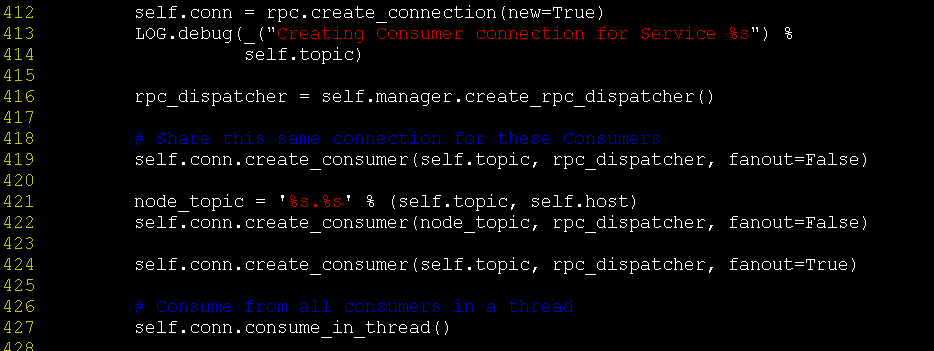 412         self.conn = rpc.create_connection(new=True)
413         LOG.debug(_("Creating Consumer connection for Service %s") %
414                   self.topic)
415
416         rpc_dispatcher = self.manager.create_rpc_dispatcher()
417
418         # Share this same connection for these Consumers
419         self.conn.create_consumer(self.topic, rpc_dispatcher, fanout=False)
420
421         node_topic = '%s.%s' % (self.topic, self.host)
422         self.conn.create_consumer(node_topic, rpc_dispatcher, fanout=False)
423
424         self.conn.create_consumer(self.topic, rpc_dispatcher, fanout=True)
425
426         # Consume from all consumers in a thread
427         self.conn.consume_in_thread()
428